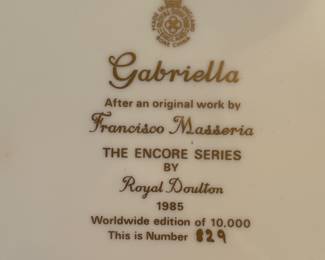 Gabriella
After an original work by
Francisco Masseria
THE ENCORE SERIES
BY
Royal Doulton
1985
Worldwide edition of 10,000
This is Number 829